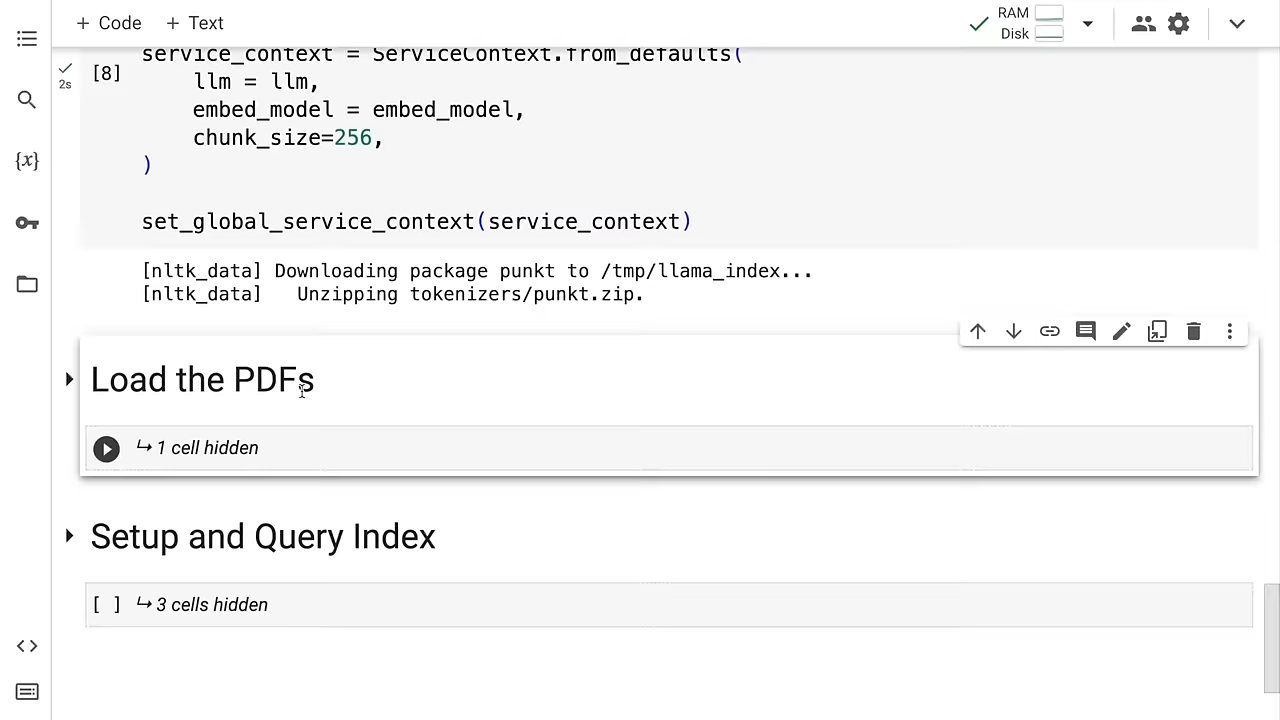 + Code + Text
RAM
Disk
2s
[8]
service_context = ServiceContext.from_defaults(
llm = llm,
embed_model = embed_model,
chunk_size=256,
)
set_global_service_context(service_context)
[nltk_data] Downloading package punkt to /tmp/llama_index...
[nltk_data] Unzipping tokenizers/punkt.zip.
Load the PDFs
↳ 1 cell hidden
Setup and Query Index
[ ] ↳ 3 cells hidden
{x}
<>